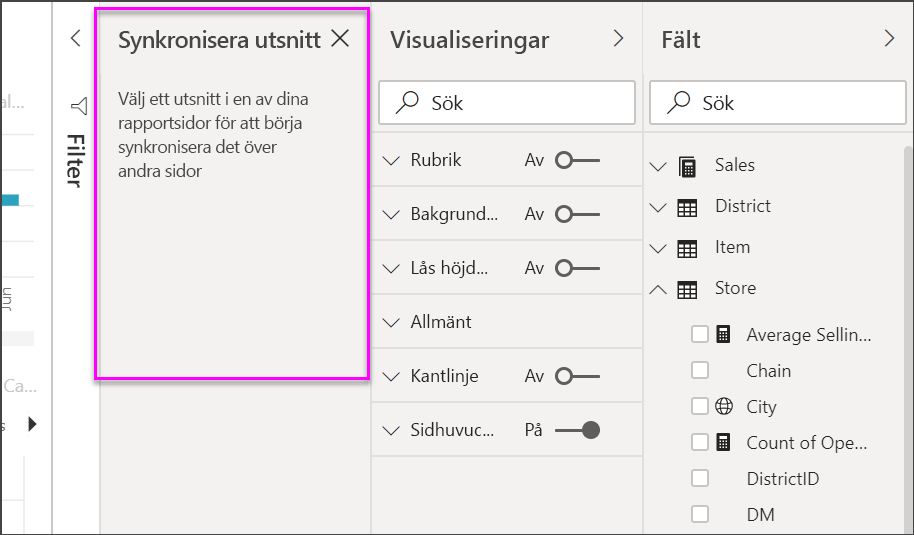 Synkronisera utsnitt
Välj ett utsnitt i en av dina
rapportsidor för att börja
synkronisera det över
andra sidor
Filter
Visualiseringar
Sök
Rubrik Av
Bakgrund... Av
Lås höjd... Av
Allmänt
Kantlinje Av
Sidhuvuc... På
Fält
Sök
Sales
District
Item
Store
Average Sellin...
Chain
City
Count of Ope...
DistrictID
DM
al...
Jun
Ca...
s